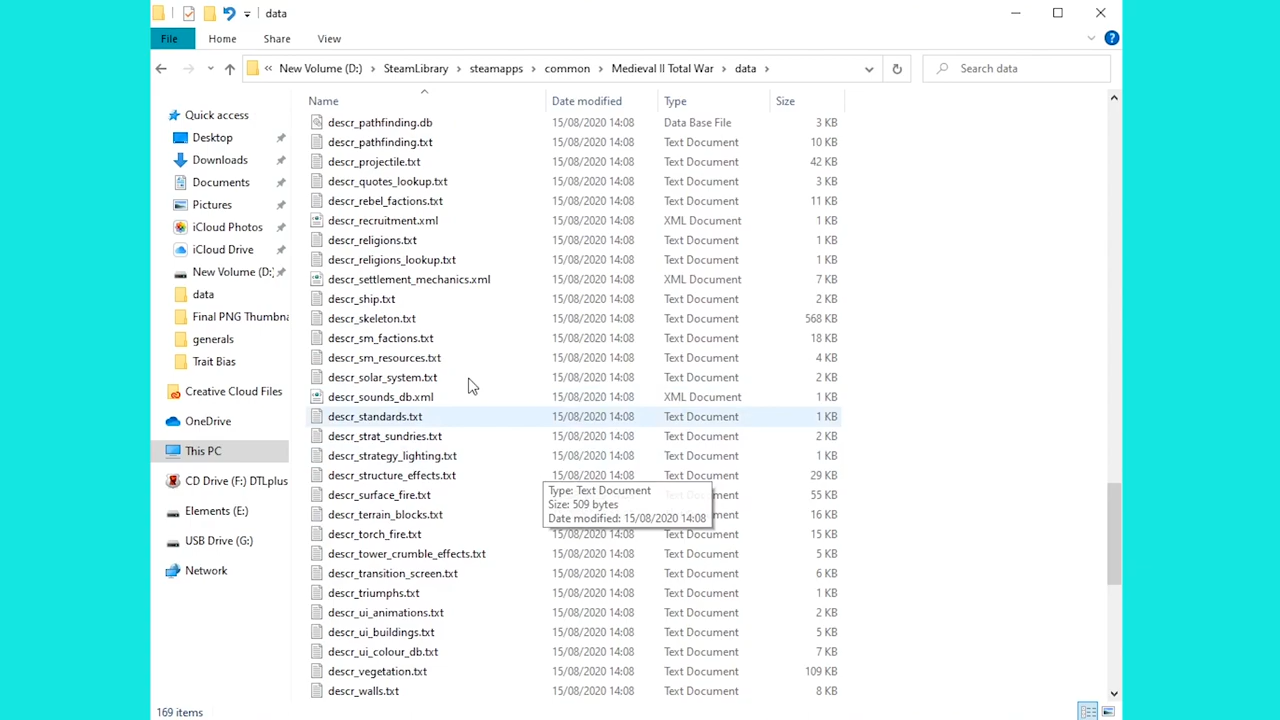 data
File Home Share View
« New Volume (D:) SteamLibrary steamapps common Medieval II Total War data
Search data
Name Date modified Type Size
Quick access
Desktop
Downloads
Documents
Pictures
iCloud Photos
iCloud Drive
New Volume (D:)
data
Final PNG Thumbna
generals
Trait Bias
Creative Cloud Files
OneDrive
This PC
CD Drive (F:) DTLplus
Elements (E:)
USB Drive (G:)
Network
descr_pathfinding.db 15/08/2020 14:08 Data Base File 3 KB
descr_pathfinding.txt 15/08/2020 14:08 Text Document 10 KB
descr_projectile.txt 15/08/2020 14:08 Text Document 42 KB
descr_quotes_lookup.txt 15/08/2020 14:08 Text Document 3 KB
descr_rebel_factions.txt 15/08/2020 14:08 Text Document 11 KB
descr_recruitment.xml 15/08/2020 14:08 XML Document 1 KB
descr_religions.txt 15/08/2020 14:08 Text Document 1 KB
descr_religions_lookup.txt 15/08/2020 14:08 Text Document 1 KB
descr_settlement_mechanics.xml 15/08/2020 14:08 XML Document 7 KB
descr_ship.txt 15/08/2020 14:08 Text Document 2 KB
descr_skeleton.txt 15/08/2020 14:08 Text Document 568 KB
descr_sm_factions.txt 15/08/2020 14:08 Text Document 18 KB
descr_sm_resources.txt 15/08/2020 14:08 Text Document 4 KB
descr_solar_system.txt 15/08/2020 14:08 Text Document 2 KB
descr_sounds_db.xml 15/08/2020 14:08 XML Document 1 KB
descr_standards.txt 15/08/2020 14:08 Text Document 1 KB
descr_strat_sundries.txt 15/08/2020 14:08 Text Document 2 KB
descr_strategy_lighting.txt 15/08/2020 14:08 Text Document 1 KB
descr_structure_effects.txt 15/08/2020 14:08 Text Document 29 KB
descr_surface_fire.txt 55 KB
descr_terrain_blocks.txt 16 KB
Type: Text Document
Size: 509 bytes
Date modified: 15/08/2020 14:08
descr_torch_fire.txt 15/08/2020 14:08 Text Document 15 KB
descr_tower_crumble_effects.txt 15/08/2020 14:08 Text Document 5 KB
descr_transition_screen.txt 15/08/2020 14:08 Text Document 6 KB
descr_triumphs.txt 15/08/2020 14:08 Text Document 1 KB
descr_ui_animations.txt 15/08/2020 14:08 Text Document 2 KB
descr_ui_buildings.txt 15/08/2020 14:08 Text Document 5 KB
descr_ui_colour_db.txt 15/08/2020 14:08 Text Document 7 KB
descr_vegetation.txt 15/08/2020 14:08 Text Document 109 KB
descr_walls.txt 15/08/2020 14:08 Text Document 8 KB
169 items